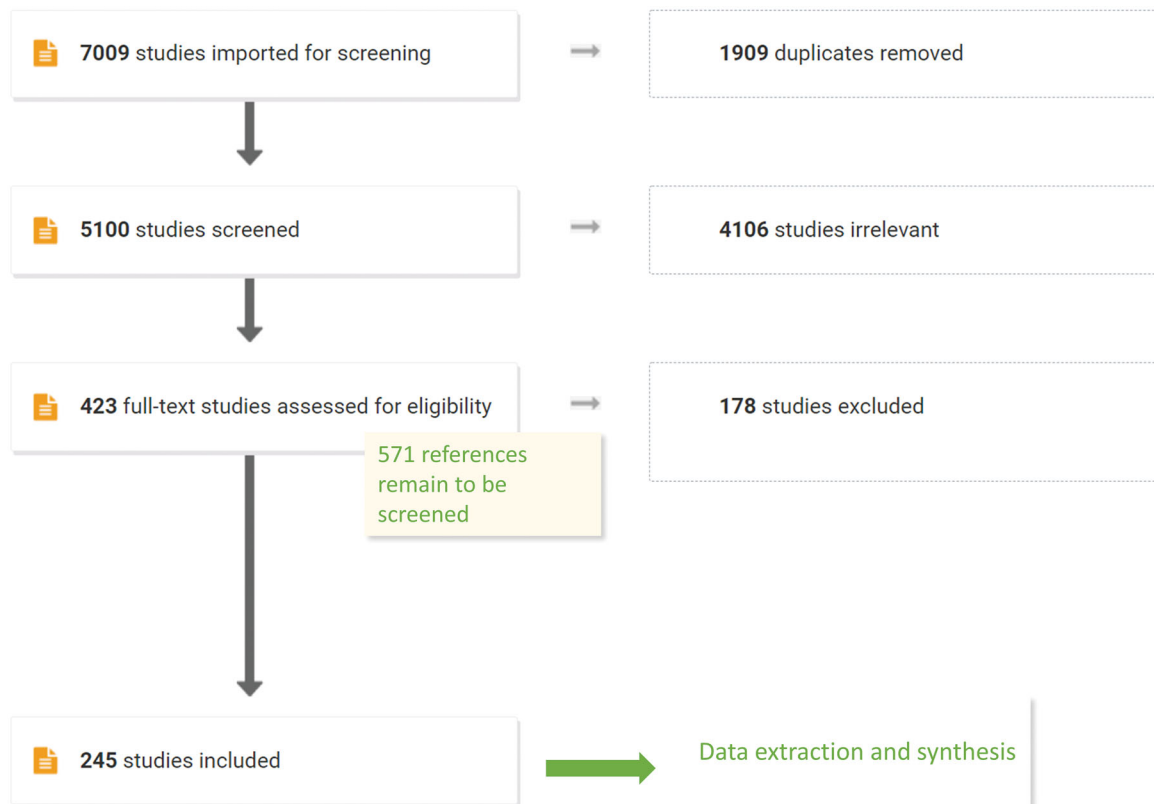 7009 studies imported for screening
1909 duplicates removed
5100 studies screened
4106 studies irrelevant
423 full-text studies assessed for eligibility
178 studies excluded
571 references
remain to be
screened
245 studies included
Data extraction and synthesis